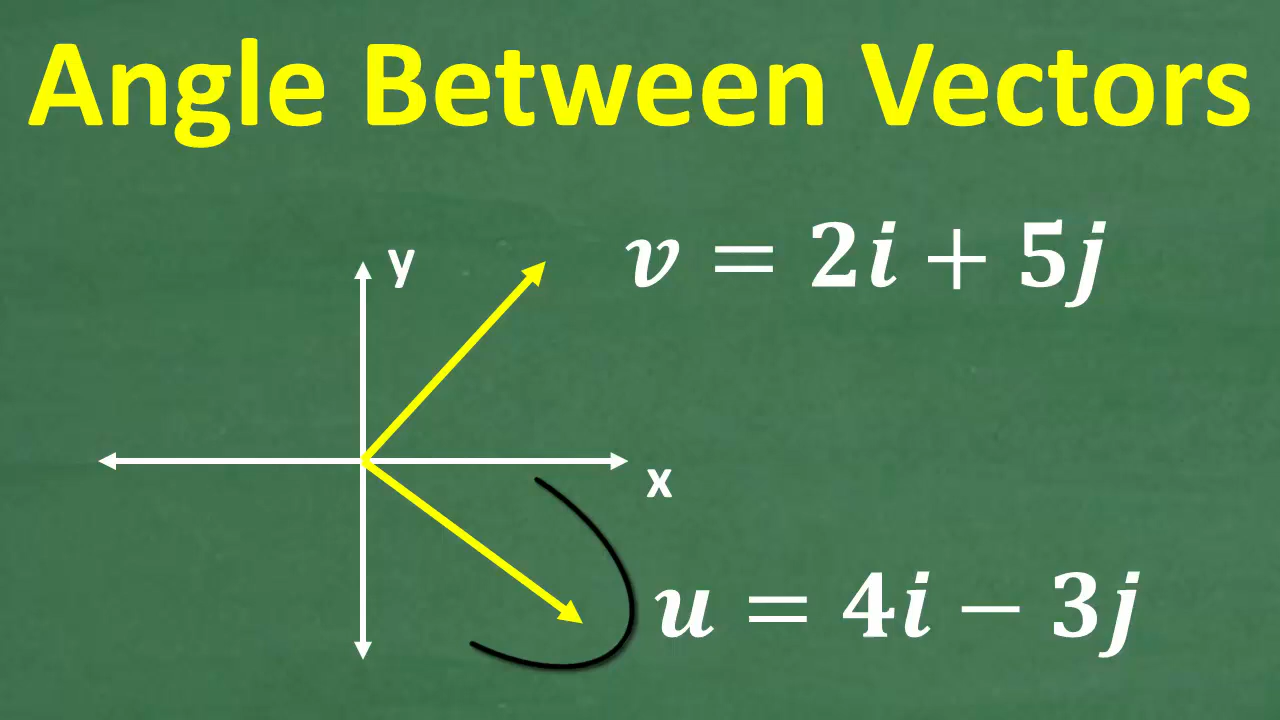 Angle Between Vectors
y
v = 2i + 5j
x
u = 4i − 3j